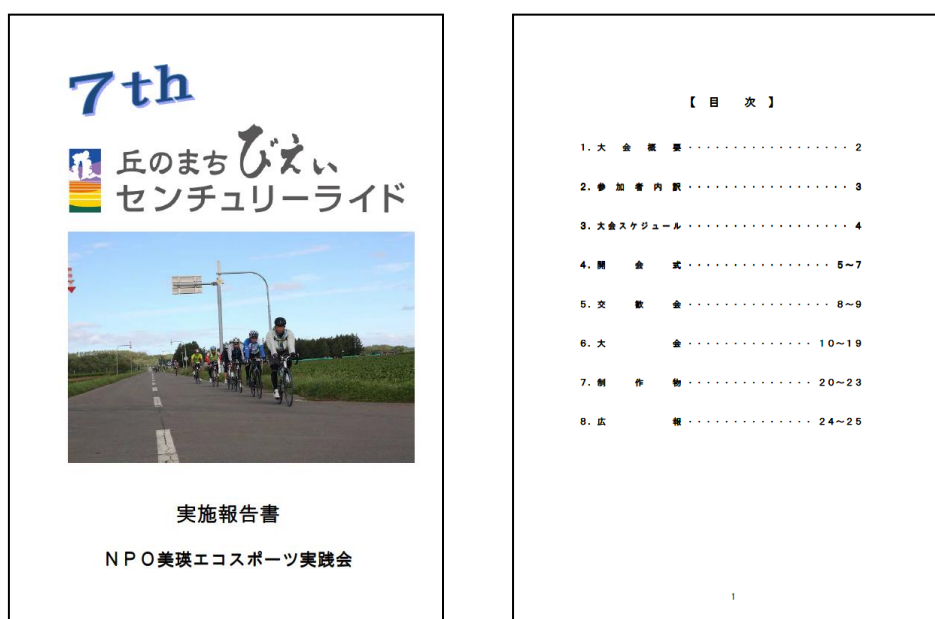 7th
丘のまちびえい
センチュリーライド
実施報告書
NPO美瑛エコスポーツ実践会
【 目 次 】
1. 大 会 概 要 ・・・・・・・・・・・・・・・・・・ 2
2. 参 加 者 内 訳 ・・・・・・・・・・・・・・・・・・ 3
3. 大会スケジュール ・・・・・・・・・・・・・・・・・・ 4
4. 開 会 式 ・・・・・・・・・・・・・・・・ 5~7
5. 交 歓 会 ・・・・・・・・・・・・・・・・ 8~9
6. 大 会 ・・・・・・・・・・・・・・ 10~19
7. 制 作 物 ・・・・・・・・・・・・・・ 20~23
8. 広 報 ・・・・・・・・・・・・・・ 24~25
1